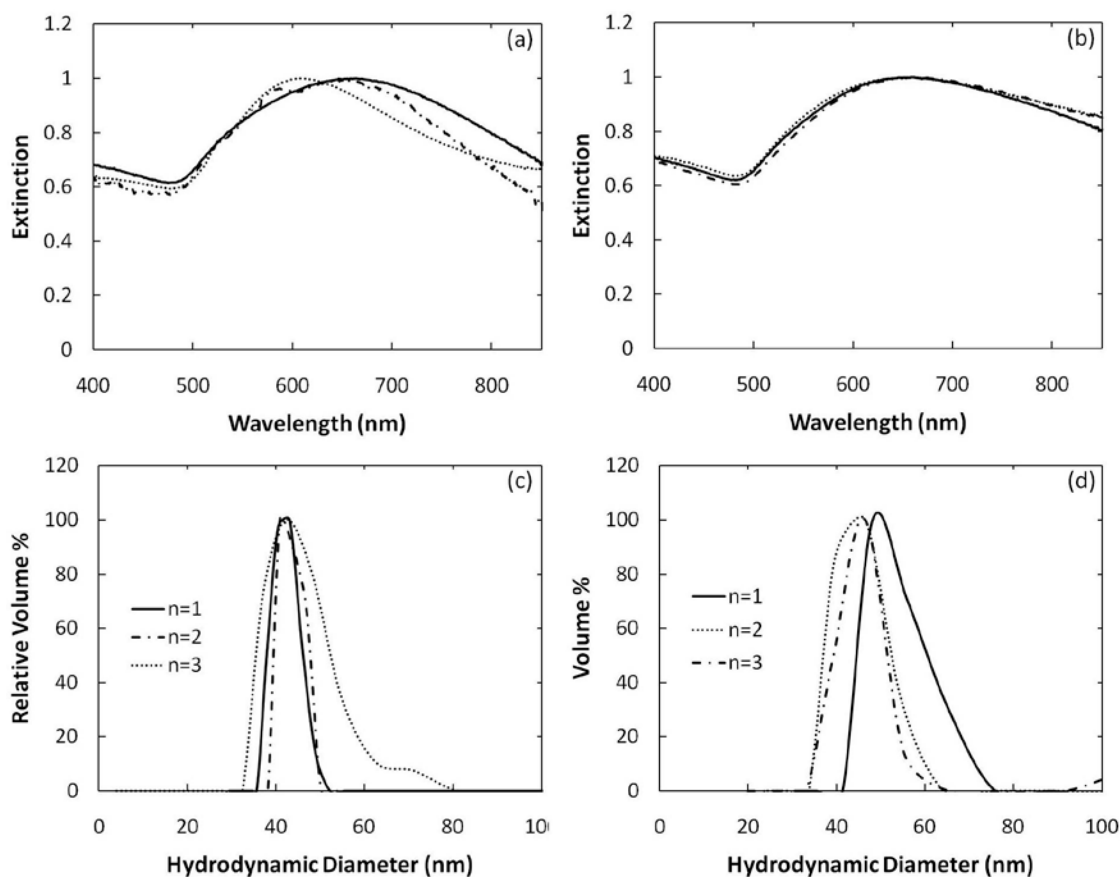 (a)
1.2
1
0.8
0.6
0.4
0.2
0
Extinction
400 500 600 700 800
Wavelength (nm)
(b)
1.2
1
0.8
0.6
0.4
0.2
0
Extinction
400 500 600 700 800
Wavelength (nm)
(c)
120
100
80
60
40
20
0
Relative Volume %
n=1
n=2
n=3
0 20 40 60 80 10
Hydrodynamic Diameter (nm)
(d)
120
100
80
60
40
20
0
Volume %
n=1
n=2
n=3
0 20 40 60 80 100
Hydrodynamic Diameter (nm)